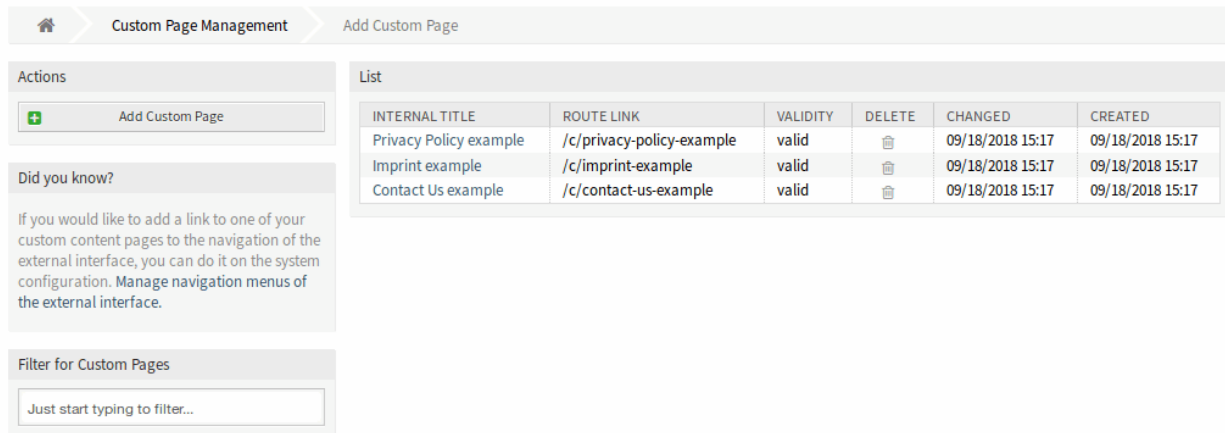 Custom Page Management Add Custom Page
Actions
Add Custom Page
Did you know?
If you would like to add a link to one of your
custom content pages to the navigation of the
external interface, you can do it on the system
configuration. Manage navigation menus of
the external interface.
Filter for Custom Pages
Just start typing to filter...
List
INTERNAL TITLE ROUTE LINK VALIDITY DELETE CHANGED CREATED
Privacy Policy example /c/privacy-policy-example valid 09/18/2018 15:17 09/18/2018 15:17
Imprint example /c/imprint-example valid 09/18/2018 15:17 09/18/2018 15:17
Contact Us example /c/contact-us-example valid 09/18/2018 15:17 09/18/2018 15:17